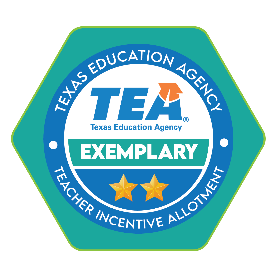 TEXAS EDUCATION AGENCY
TEA®
Texas Education Agency
EXEMPLARY
TEACHER INCENTIVE ALLOTMENT